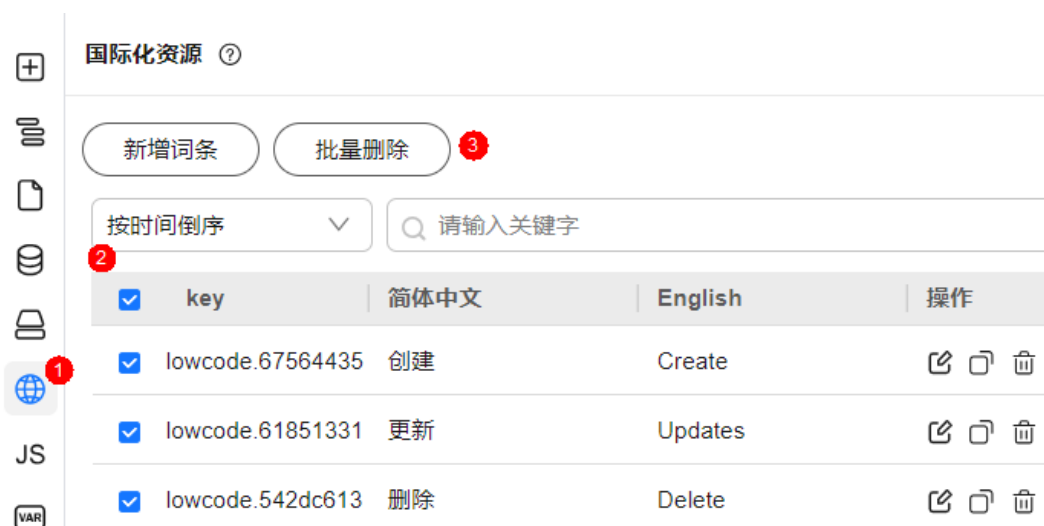 国际化资源
新增词条 批量删除 3
按时间倒序 请输入关键字
2
key 简体中文 English 操作
lowcode.67564435 创建 Create
1
lowcode.61851331 更新 Updates
JS
lowcode.542dc613 删除 Delete
VAR